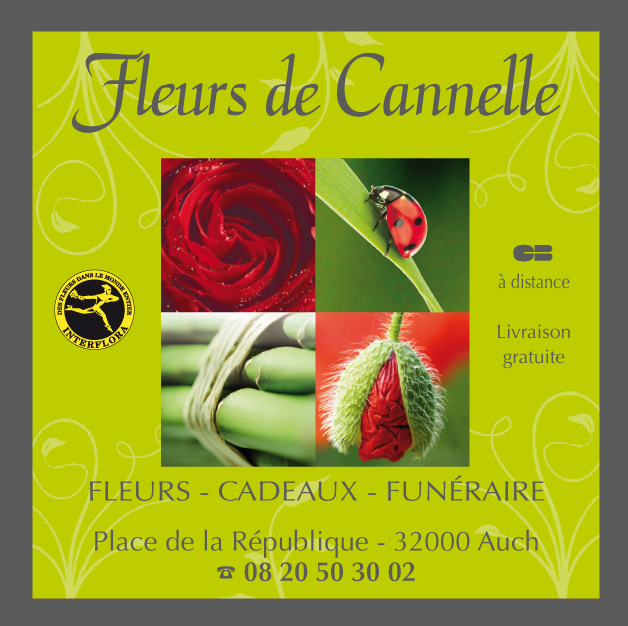 Fleurs de Cannelle
CB
à distance
Livraison
gratuite
DES FLEURS DANS LE MONDE ENTIER
INTERFLORA
FLEURS - CADEAUX - FUNÉRAIRE
Place de la République - 32000 Auch
☎ 08 20 50 30 02